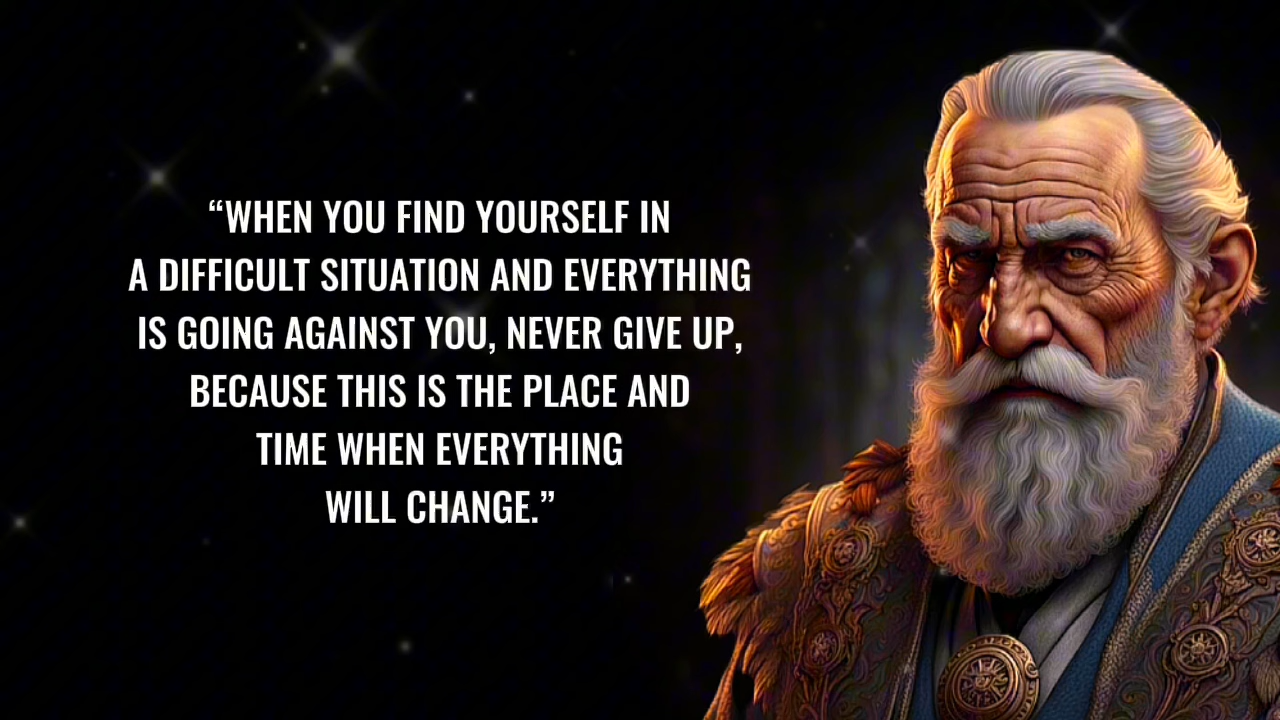 “WHEN YOU FIND YOURSELF IN
A DIFFICULT SITUATION AND EVERYTHING
IS GOING AGAINST YOU, NEVER GIVE UP,
BECAUSE THIS IS THE PLACE AND
TIME WHEN EVERYTHING
WILL CHANGE.”